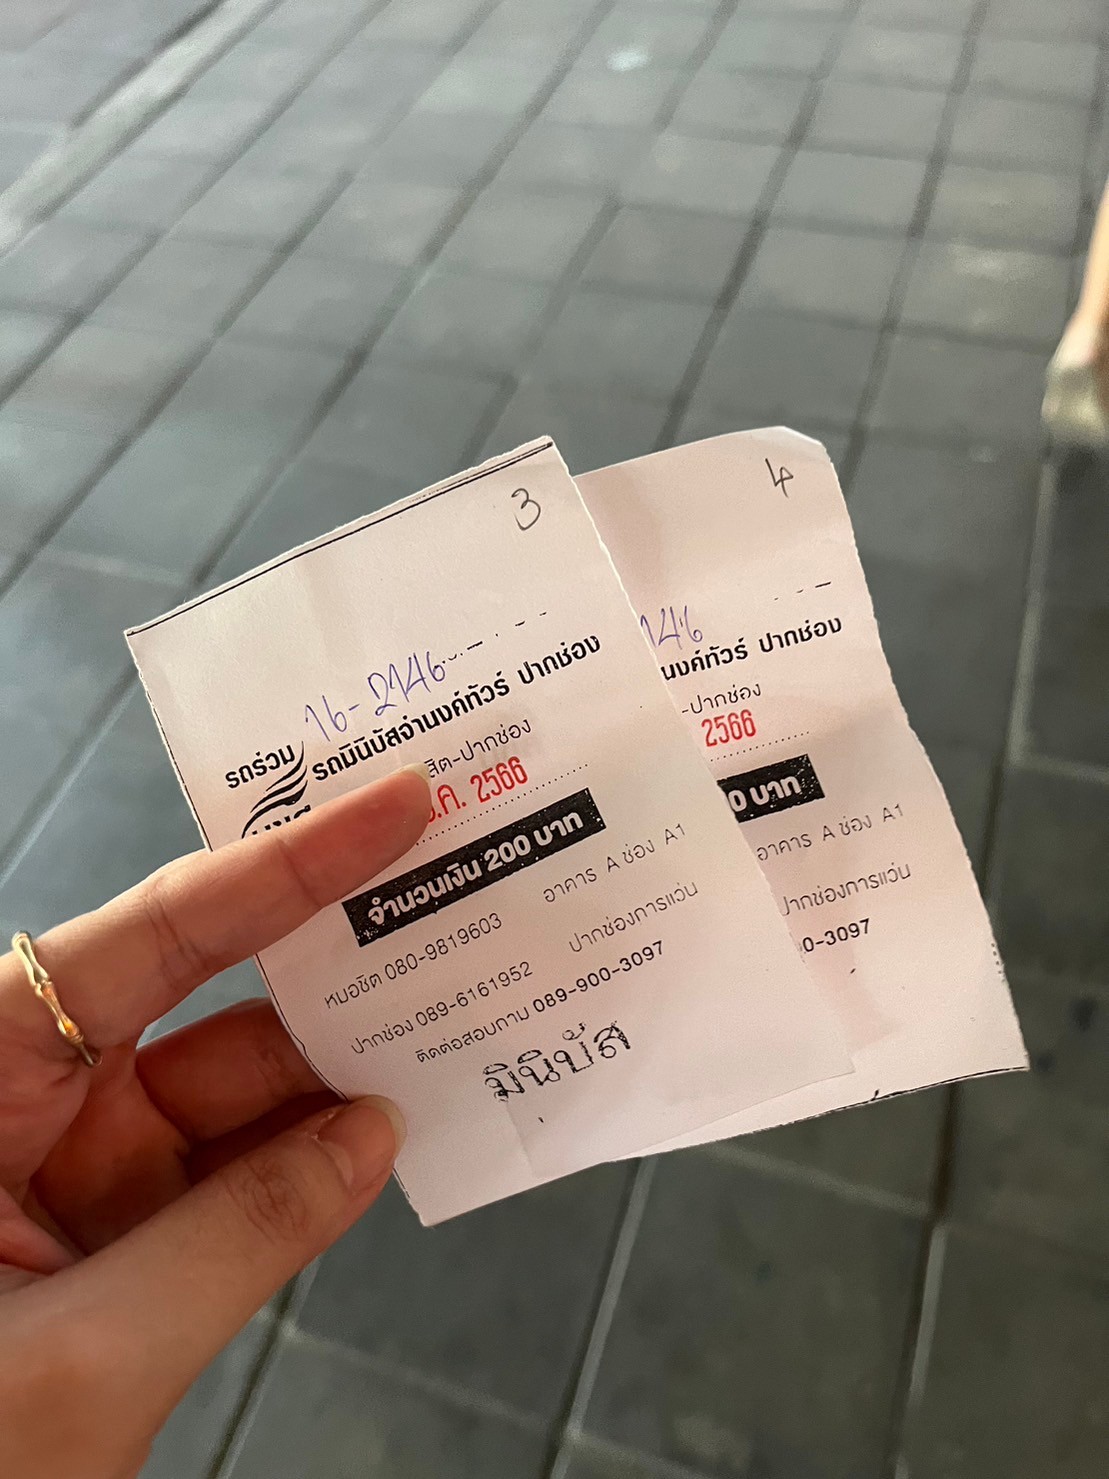 3
16-2146
รถร่วม
รถมินิบัสจำนงค์ทัวร์ ปากช่อง
สิต-ปากช่อง
.ค. 2566
จำนวนเงิน 200 บาท
อาคาร A ช่อง A1
หมอชิต 080-9819603
ปากช่องการแว่น
ปากช่อง 089-6161952
ติดต่อสอบถาม 089-900-3097
มินิบัส
4
146
นงค์ทัวร์ ปากช่อง
-ปากช่อง
2566
0 บาท
อาคาร A ช่อง A1
ปากช่องการแว่น
0-3097